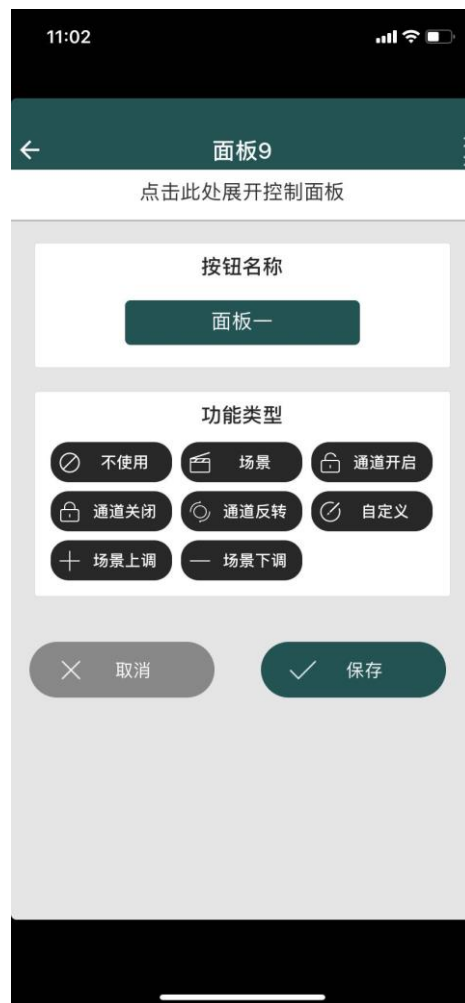 11:02
面板9
点击此处展开控制面板
按钮名称
面板一
功能类型
不使用 场景 通道开启
通道关闭 通道反转 自定义
场景上调 场景下调
取消 保存